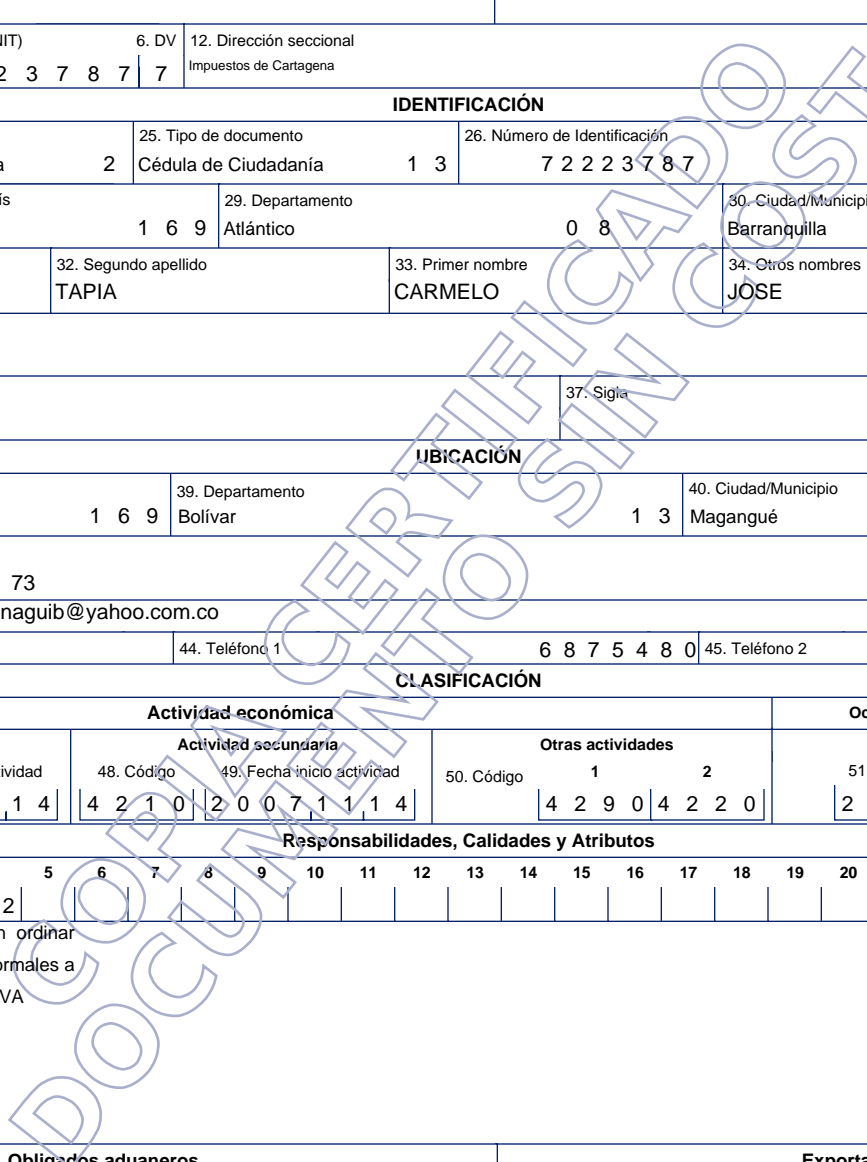 NIT) 6. DV 12. Dirección seccional
2 3 7 8 7 7 Impuestos de Cartagena
IDENTIFICACIÓN
25. Tipo de documento 26. Número de Identificación
a 2 Cédula de Ciudadanía 1 3 7 2 2 2 3 7 8 7
ís 29. Departamento 30. Ciudad/Municipi
1 6 9 Atlántico 0 8 Barranquilla
32. Segundo apellido 33. Primer nombre 34. Otros nombres
TAPIA CARMELO JOSE
37. Sigla
UBICACIÓN
39. Departamento 40. Ciudad/Municipio
1 6 9 Bolívar 1 3 Magangué
73
naguib@yahoo.com.co
44. Teléfono 1 6 8 7 5 4 8 0 45. Teléfono 2
CLASIFICACIÓN
Actividad económica Oc
Actividad secundaria Otras actividades
ividad 48. Código 49. Fecha inicio actividad 50. Código 1 2 51
1 4 4 2 1 0 2 0 0 7 1 1 1 4 4 2 9 0 4 2 2 0 2
Responsabilidades, Calidades y Atributos
5 6 7 8 9 10 11 12 13 14 15 16 17 18 19 20
2
n ordinar
ormales a
VA
Obligados aduaneros Exporta
COPIA CERTIFICADO
DOCUMENTO SIN COST